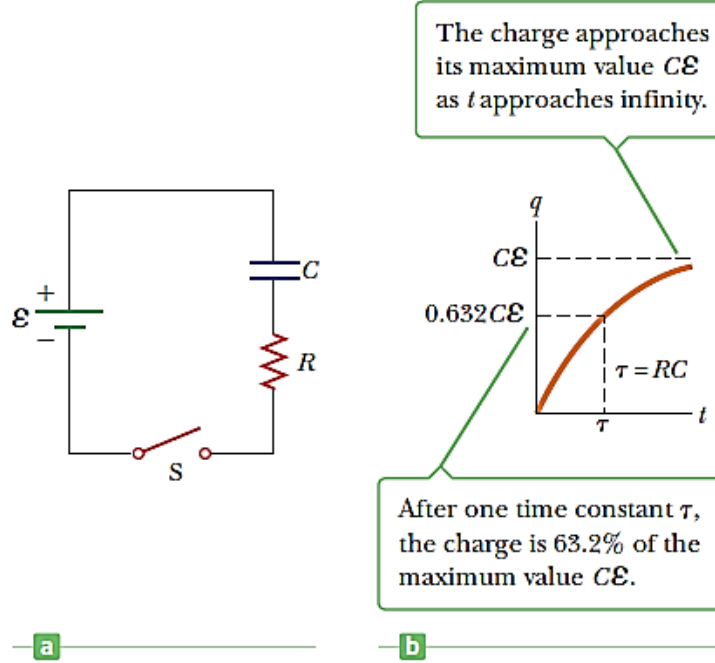 The charge approaches
its maximum value Cℰ
as t approaches infinity.
q
Cℰ
0.632Cℰ
τ = RC
τ
t
C
+
ℰ
−
R
S
After one time constant τ,
the charge is 63.2% of the
maximum value Cℰ.
a
b